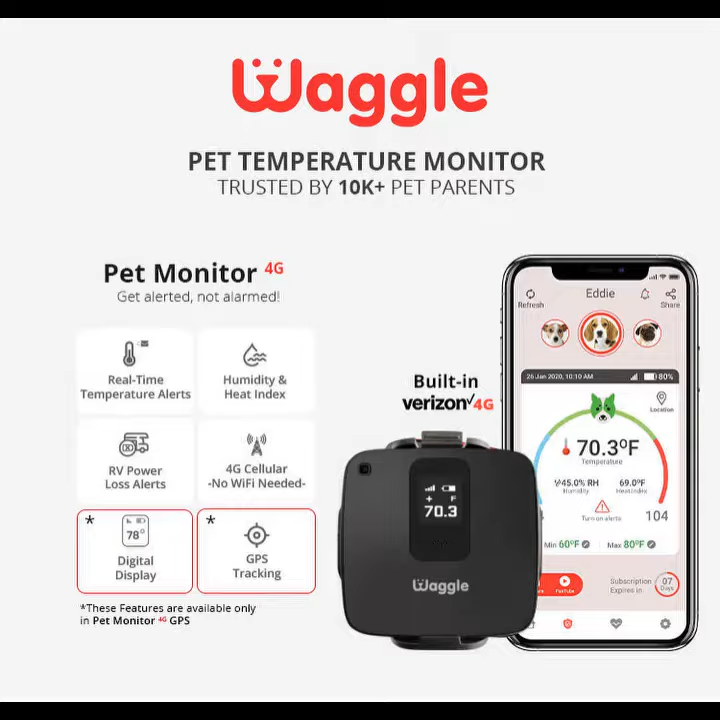 Waggle
PET TEMPERATURE MONITOR
TRUSTED BY 10K+ PET PARENTS
Pet Monitor 4G
Get alerted, not alarmed!
Real-Time
Temperature Alerts
Humidity &
Heat Index
RV Power
Loss Alerts
4G Cellular
-No WiFi Needed-
*
78°
Digital
Display
*
GPS
Tracking
*These Features are available only
in Pet Monitor 4G GPS
Built-in
verizon✓4G
F
70.3
Waggle
Refresh
Eddie
Share
26 Jan 2020, 10:10 AM
80%
Location
70.3°F
Temperature
45.0% RH
Humidity
69.0°F
HeatIndex
Turn on alerts
104
Min 60°F
Max 80°F
PetTube
Subscription
Expires in
07
Days